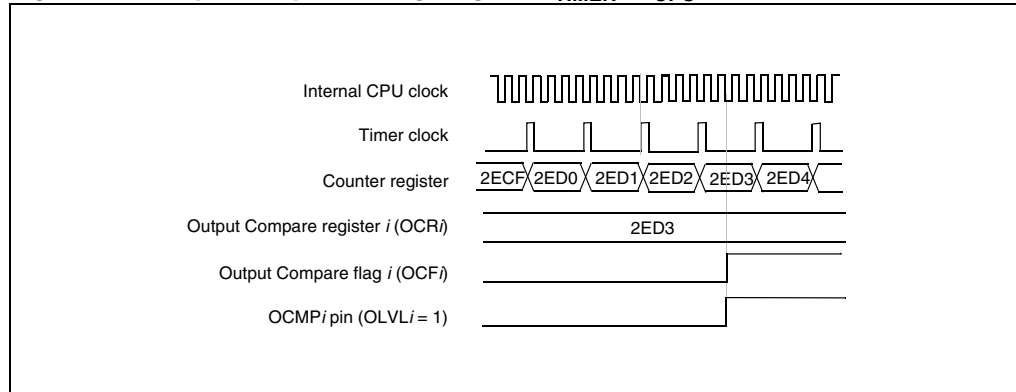 Internal CPU clock
Timer clock
Counter register
2ECF 2ED0 2ED1 2ED2 2ED3 2ED4
Output Compare register i (OCRi)
2ED3
Output Compare flag i (OCFi)
OCMPi pin (OLVLi = 1)